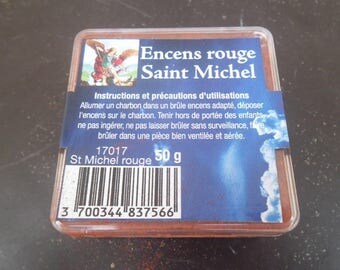 Encens rouge
Saint Michel
Instructions et précautions d'utilisations
Allumer un charbon dans un brûle encens adapté, déposer
l'encens sur le charbon. Tenir hors de portée des enfants,
ne pas ingérer, ne pas laisser brûler sans surveillance,
brûler dans une pièce bien ventilée et aérée.
17017
St Michel rouge 50 g
3 700344 837566